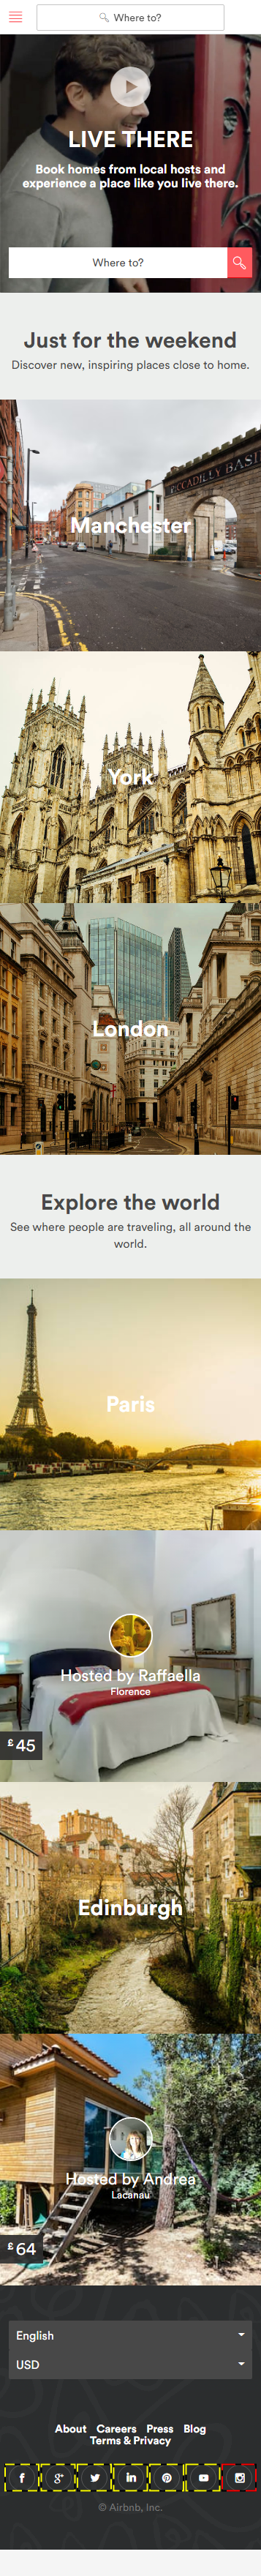 Where to?
LIVE THERE
Book homes from local hosts and
experience a place like you live there.
Where to?
Just for the weekend
Discover new, inspiring places close to home.
PICCADILLY BASI
Manchester
York
London
Explore the world
See where people are traveling, all around the
world.
Paris
Hosted by Raffaella
Florence
£45
Edinburgh
Hosted by Andrea
Lacanau
£64
English
USD
About Careers Press Blog
Terms & Privacy
© Airbnb, Inc.